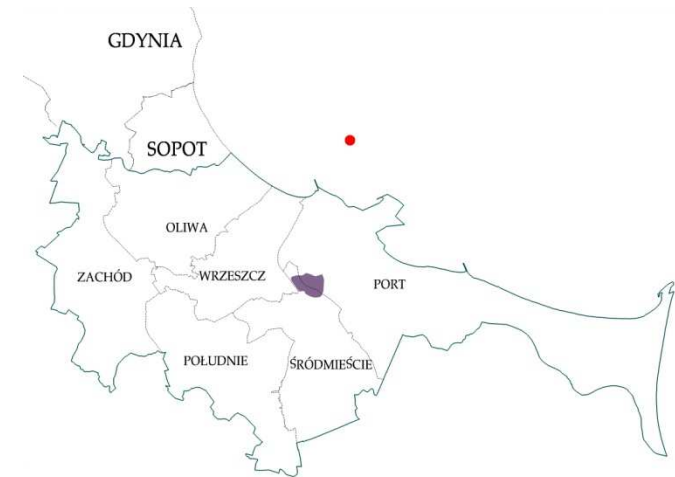 GDYNIA
SOPOT
OLIWA
ZACHÓD
WRZESZCZ
PORT
POŁUDNIE
ŚRÓDMIEŚCIE